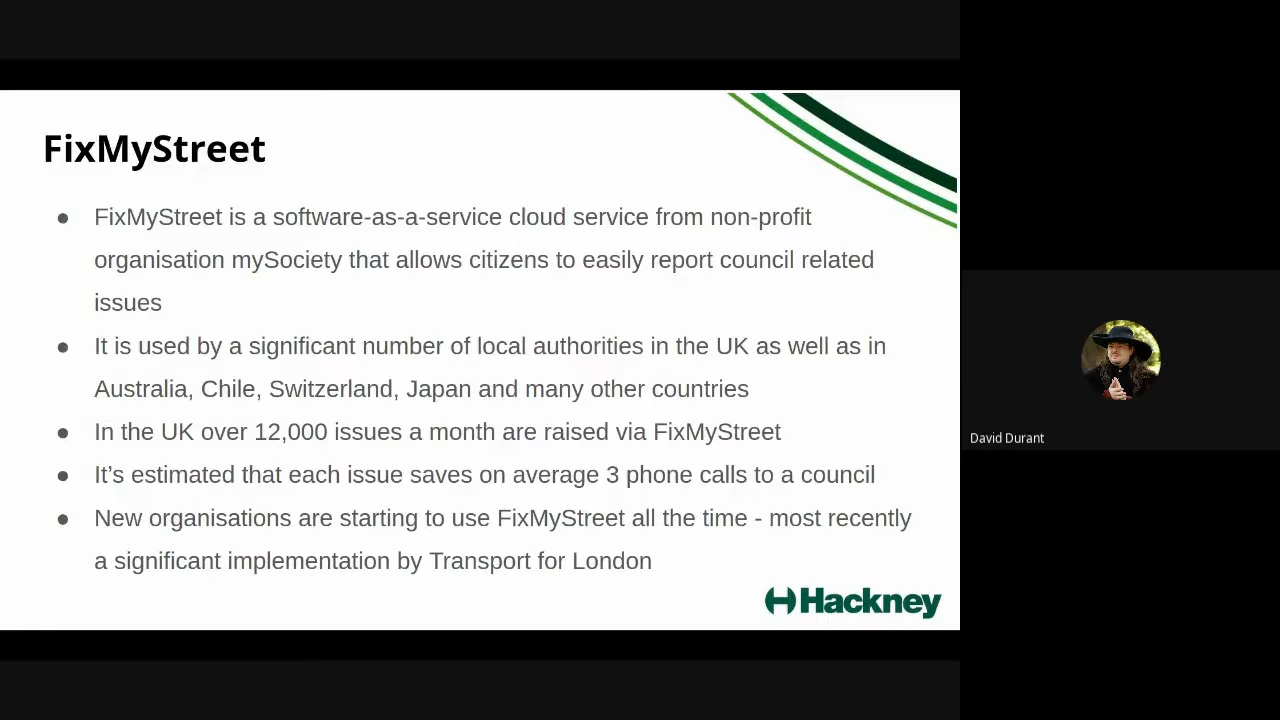 FixMyStreet
● FixMyStreet is a software-as-a-service cloud service from non-profit
organisation mySociety that allows citizens to easily report council related
issues
● It is used by a significant number of local authorities in the UK as well as in
Australia, Chile, Switzerland, Japan and many other countries
● In the UK over 12,000 issues a month are raised via FixMyStreet
● It’s estimated that each issue saves on average 3 phone calls to a council
● New organisations are starting to use FixMyStreet all the time - most recently
a significant implementation by Transport for London
Hackney
David Durant